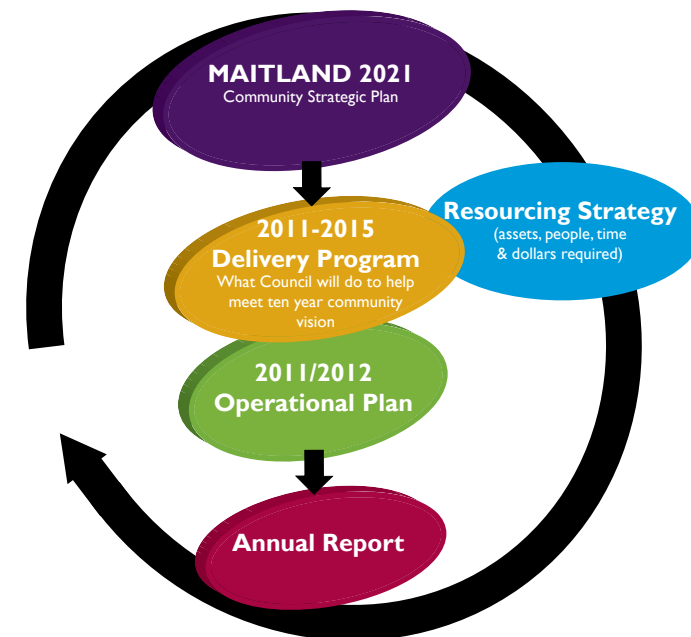 MAITLAND 2021
Community Strategic Plan
2011-2015
Delivery Program
What Council will do to help
meet ten year community
vision
Resourcing Strategy
(assets, people, time
& dollars required)
2011/2012
Operational Plan
Annual Report